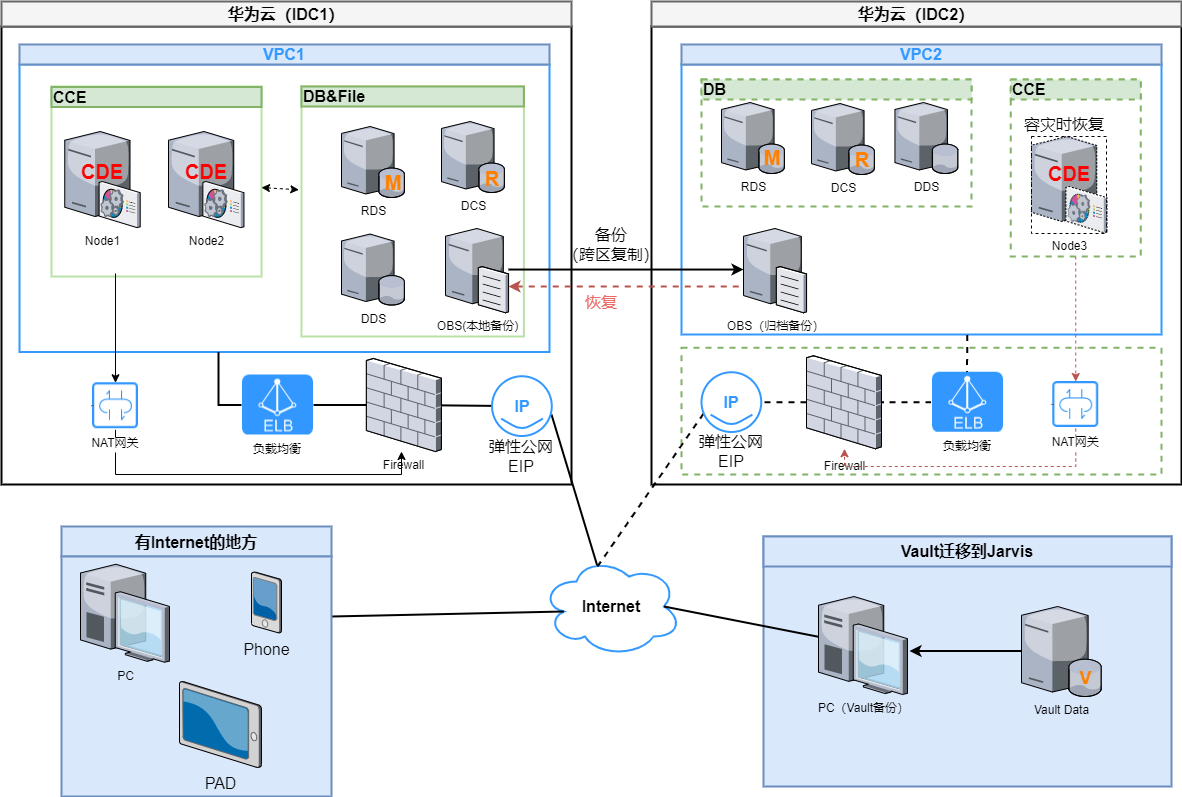 华为云（IDC1）
VPC1
CCE
CDE
Node1
CDE
Node2
DB&File
M
RDS
R
DCS
DDS
OBS(本地备份)
NAT网关
ELB
负载均衡
Firewall
IP
弹性公网
EIP
备份
(跨区复制)
恢复
华为云（IDC2）
VPC2
DB
M
RDS
R
DCS
DDS
CCE
容灾时恢复
CDE
Node3
OBS（归档备份）
IP
弹性公网
EIP
Firewall
ELB
负载均衡
NAT网关
有Internet的地方
PC
Phone
PAD
Internet
Vault迁移到Jarvis
PC（Vault备份）
V
Vault Data